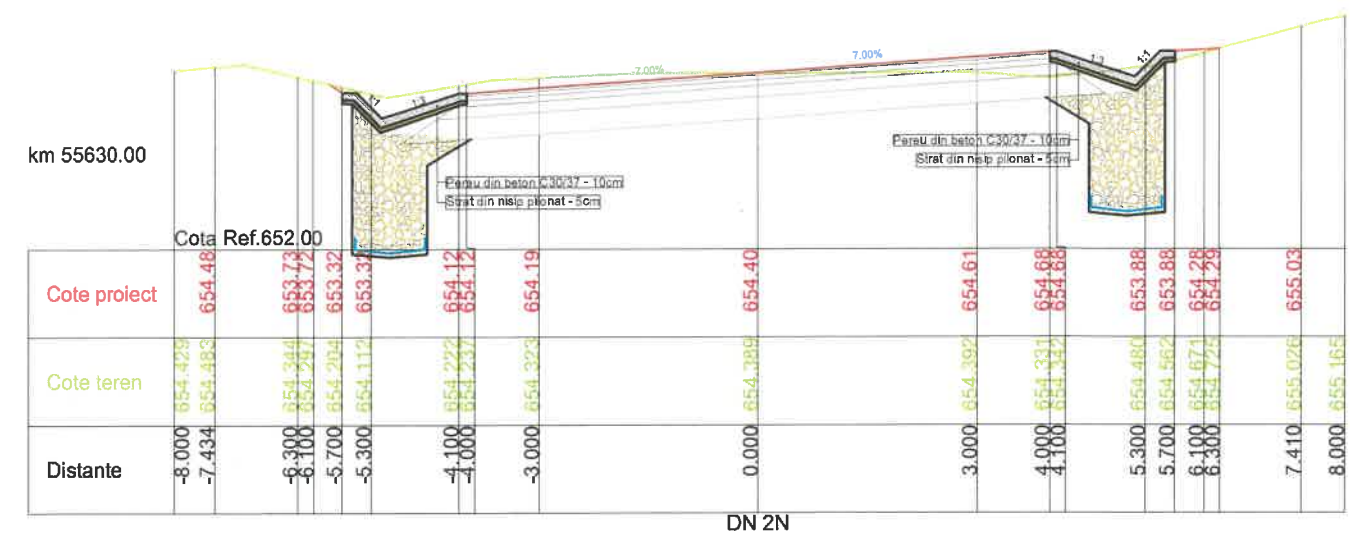 7.00%
-7.00%
1:1
1:3
1:3
1:1
km 55630.00
Pereu din beton C30/37 - 10cm
Strat din nisip pilonat - 5cm
Pereu din beton C30/37 - 10cm
Strat din nisip pilonat - 5cm
Cota Ref.652.00
Cote proiect 654.48 653.73 653.72 653.32 653.32 654.12 654.12 654.19 654.40 654.61 654.68 654.68 653.88 653.88 654.28 654.29 655.03
Cote teren 654.429 654.483 654.344 654.297 654.204 654.112 654.222 654.237 654.323 654.389 654.392 654.331 654.342 654.480 654.562 654.671 654.725 655.026 655.165
Distante -8.000 -7.434 -6.300 -6.100 -5.700 -5.300 -4.100 -4.000 -3.000 0.000 3.000 4.000 4.100 5.300 5.700 6.100 6.300 7.410 8.000
DN 2N